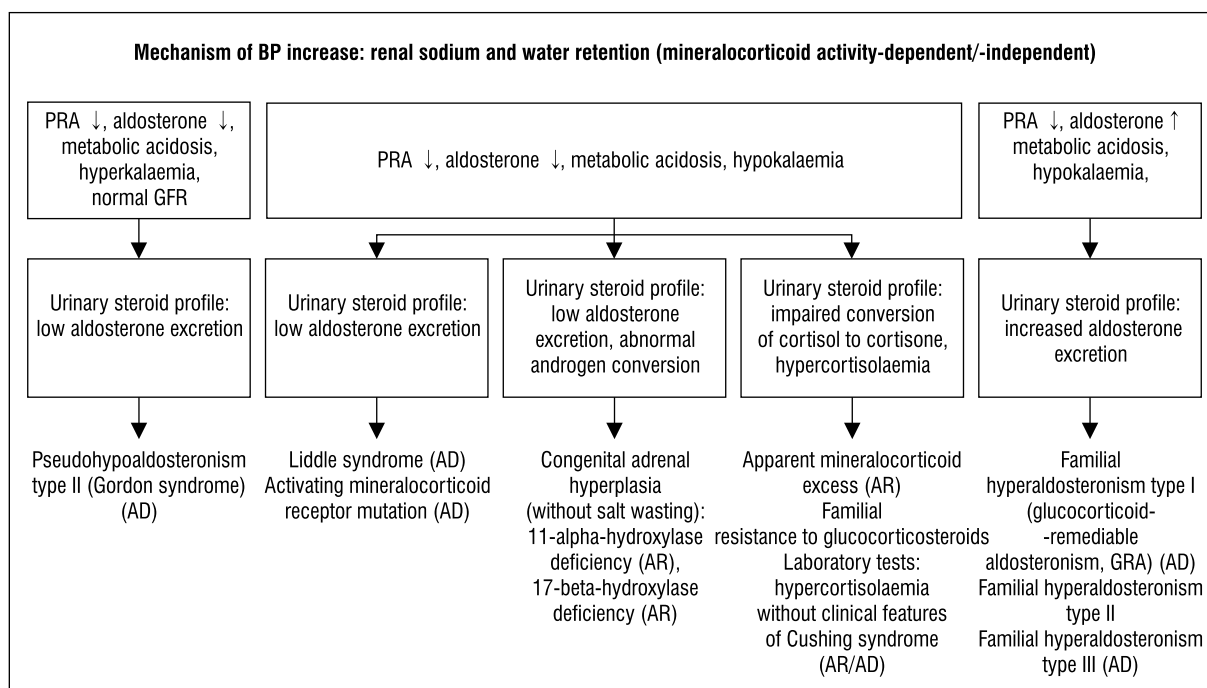 Mechanism of BP increase: renal sodium and water retention (mineralocorticoid activity-dependent/-independent)
PRA ↓, aldosterone ↓,
metabolic acidosis,
hyperkalaemia,
normal GFR
PRA ↓, aldosterone ↓, metabolic acidosis, hypokalaemia
PRA ↓, aldosterone ↑
metabolic acidosis,
hypokalaemia,
Urinary steroid profile:
low aldosterone excretion
Urinary steroid profile:
low aldosterone excretion
Urinary steroid profile:
low aldosterone
excretion, abnormal
androgen conversion
Urinary steroid profile:
impaired conversion
of cortisol to cortisone,
hypercortisolaemia
Urinary steroid profile:
increased aldosterone
excretion
Pseudohypoaldosteronism
type II (Gordon syndrome)
(AD)
Liddle syndrome (AD)
Activating mineralocorticoid
receptor mutation (AD)
Congenital adrenal
hyperplasia
(without salt wasting):
11-alpha-hydroxylase
deficiency (AR),
17-beta-hydroxylase
deficiency (AR)
Apparent mineralocorticoid
excess (AR)
Familial
resistance to glucocorticosteroids
Laboratory tests:
hypercortisolaemia
without clinical features
of Cushing syndrome
(AR/AD)
Familial
hyperaldosteronism type I
(glucocorticoid-
-remediable
aldosteronism, GRA) (AD)
Familial hyperaldosteronism
type II
Familial hyperaldosteronism
type III (AD)